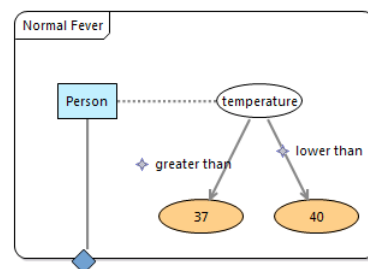 Normal Fever
Person
temperature
greater than
lower than
37
40